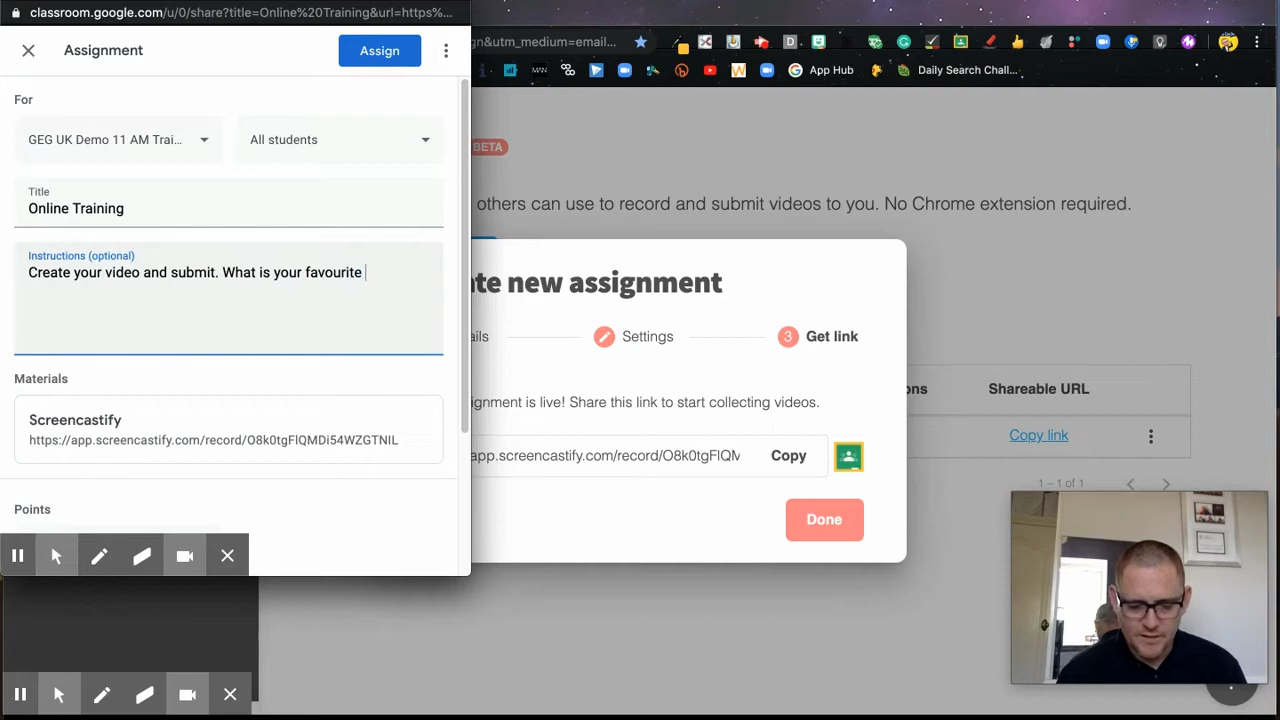 classroom.google.com/u/0/share?title=Online%20Training&url=https%...
Assignment
Assign
For
GEG UK Demo 11 AM Trai...
All students
Title
Online Training
Instructions (optional)
Create your video and submit. What is your favourite
Materials
Screencastify
https://app.screencastify.com/record/O8k0tgFlQMDi54WZGTNIL
Points
gn&utm_medium=email...
MAN
App Hub
Daily Search Chall...
BETA
others can use to record and submit videos to you. No Chrome extension required.
ate new assignment
ails
Settings
3
Get link
ignment is live! Share this link to start collecting videos.
app.screencastify.com/record/O8k0tgFlQM
Copy
Done
ons
Shareable URL
Copy link
1 – 1 of 1